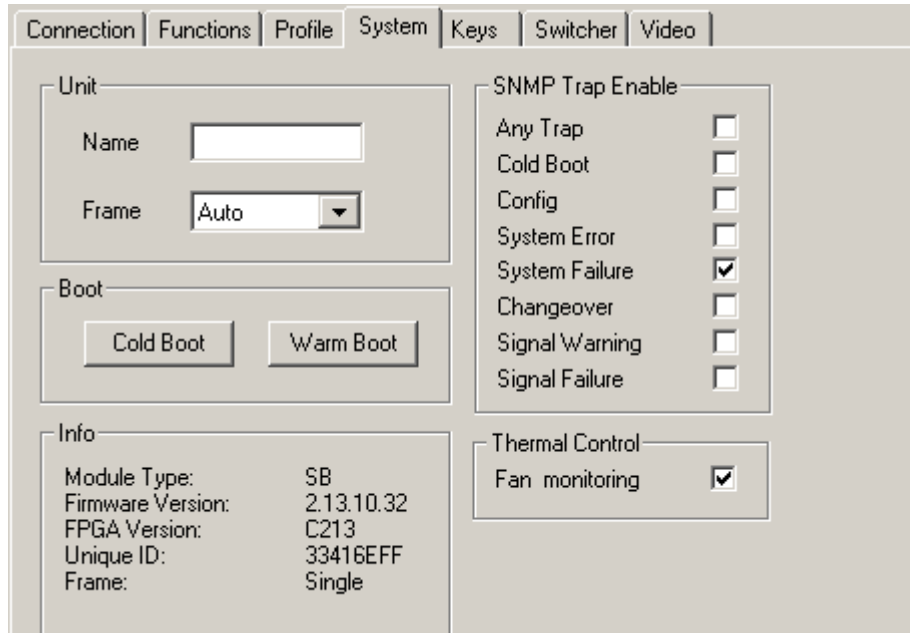 Connection Functions Profile System Keys Switcher Video
Unit
Name
Frame Auto
Boot
Cold Boot Warm Boot
Info
Module Type: SB
Firmware Version: 2.13.10.32
FPGA Version: C213
Unique ID: 33416EFF
Frame: Single
SNMP Trap Enable
Any Trap
Cold Boot
Config
System Error
System Failure
Changeover
Signal Warning
Signal Failure
Thermal Control
Fan monitoring